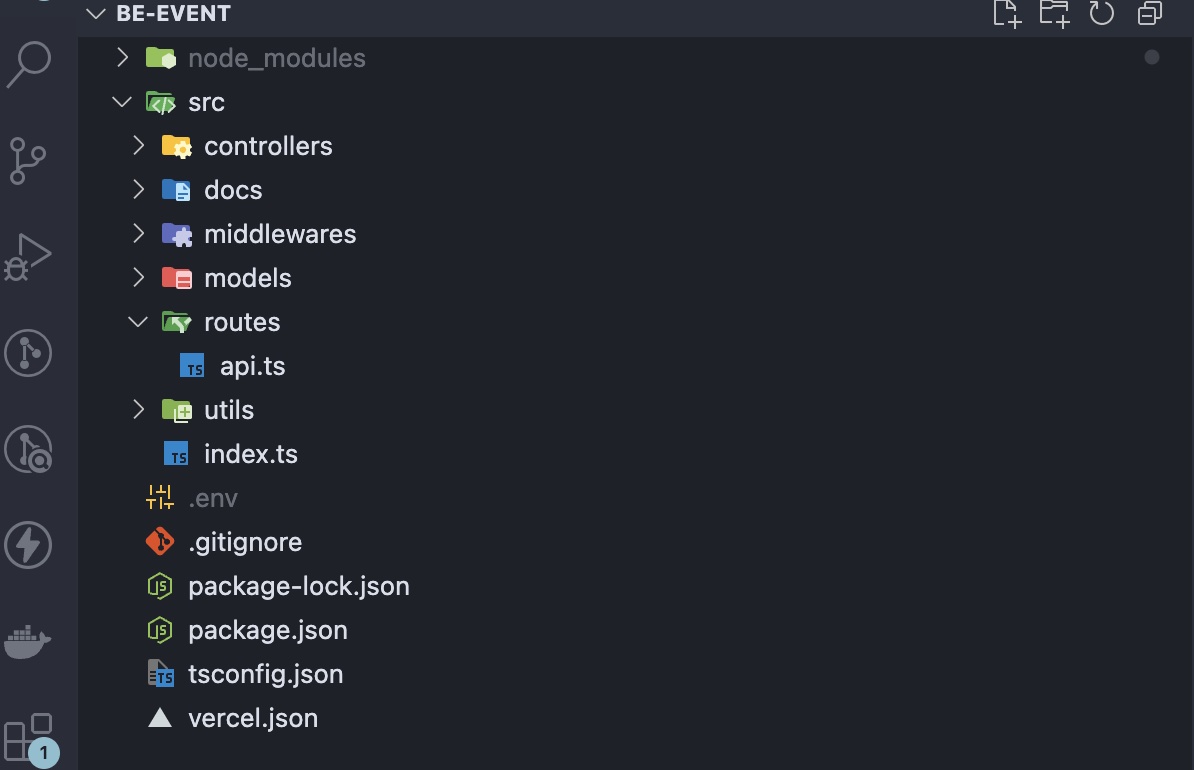 BE-EVENT
node_modules
src
controllers
docs
middlewares
models
routes
TS api.ts
utils
TS index.ts
.env
.gitignore
JS package-lock.json
JS package.json
TS tsconfig.json
vercel.json
1